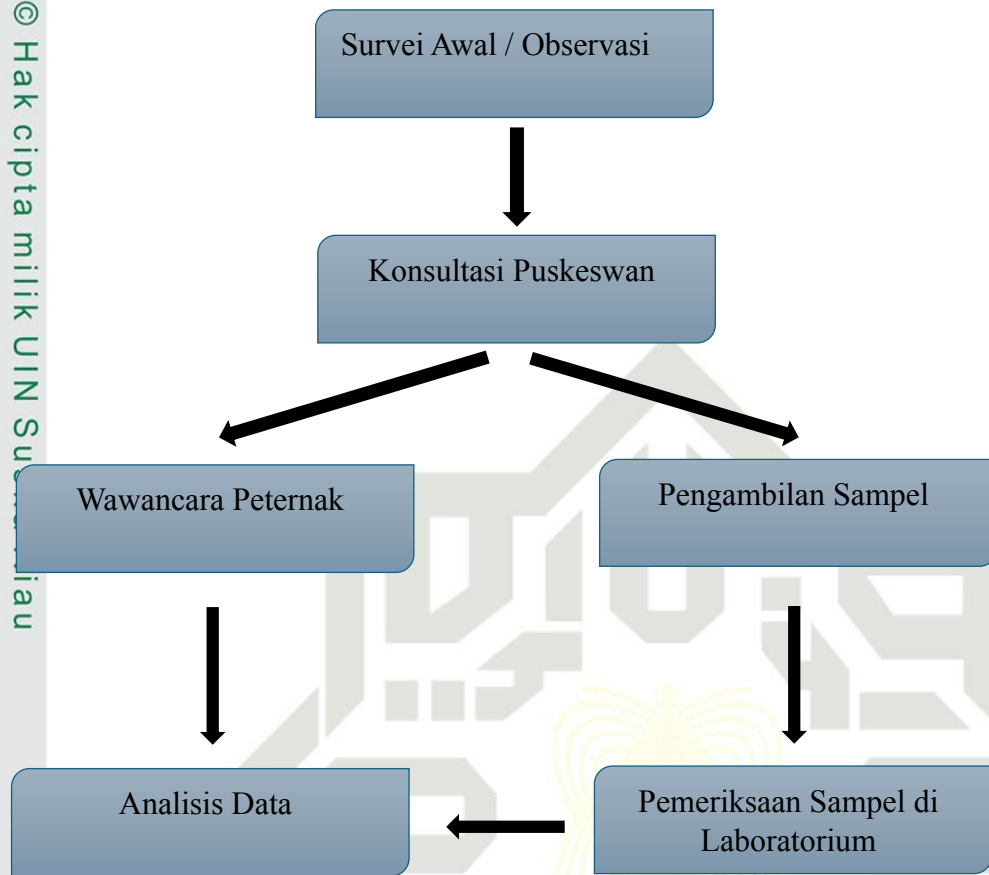 © Hak cipta milik UIN Su
iau
Survei Awal / Observasi
Konsultasi Puskeswan
Wawancara Peternak
Pengambilan Sampel
Analisis Data
Pemeriksaan Sampel di
Laboratorium